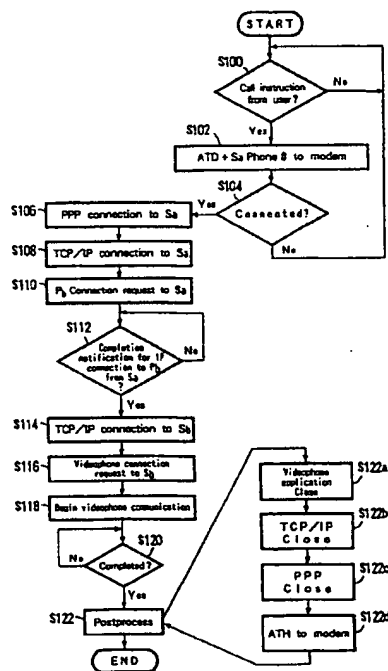 START
S100
Call instruction
from user?
No
Yes
S102
ATD + Sa Phone # to modem
S104
Connected?
Yes
No
S106
PPP connection to Sa
S108
TCP/IP connection to Sa
S110
Pb Connection request to Sa
S112
Completion
notification for IP
connection to Pb
from Sa
?
No
Yes
S114
TCP/IP connection to Sb
S116
Videophone connection
request to Sb
S118
Begin videophone communication
S120
Completed?
No
Yes
S122
Postprocess
END
S122a
Videophone
application
Close
S122b
TCP/IP
Close
S122c
PPP
Close
S122d
ATH to modem